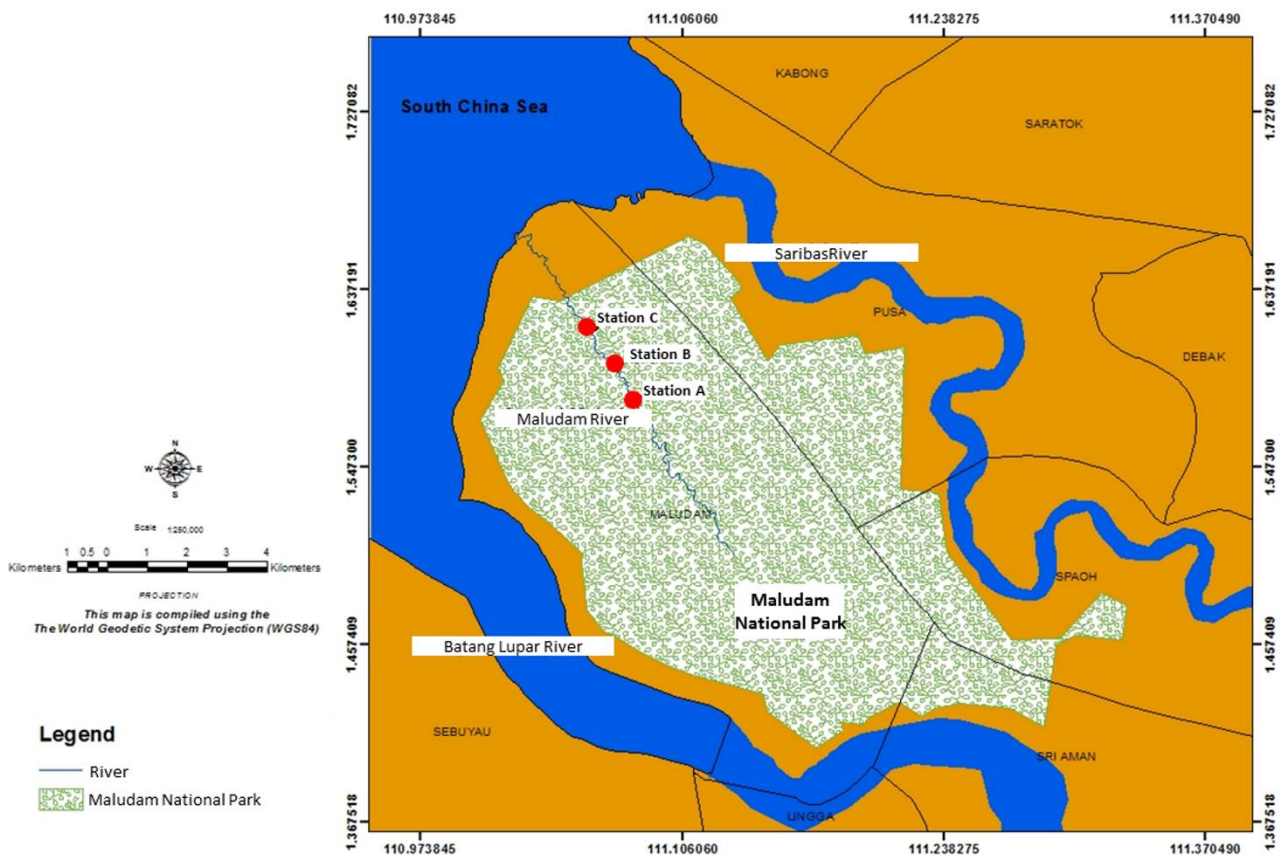 110.973845
111.106060
111.238275
111.370490
1.727082
1.637191
1.547300
1.457409
1.367518
1.727082
1.637191
1.547300
1.457409
1.367518
South China Sea
KABONG
SARATOK
SaribasRiver
PUSA
DEBAK
Station C
Station B
Station A
Maludam River
MALUDAM
SPAOH
Maludam
National Park
Batang Lupar River
SEBUYAU
SRI AMAN
LINGGA
N
W E
S
Scale 1:250,000
1 0.5 0 1 2 3 4
Kilometers Kilometers
PROJECTION
This map is compiled using the
The World Geodetic System Projection (WGS84)
Legend
River
Maludam National Park
110.973845
111.106060
111.238275
111.370490